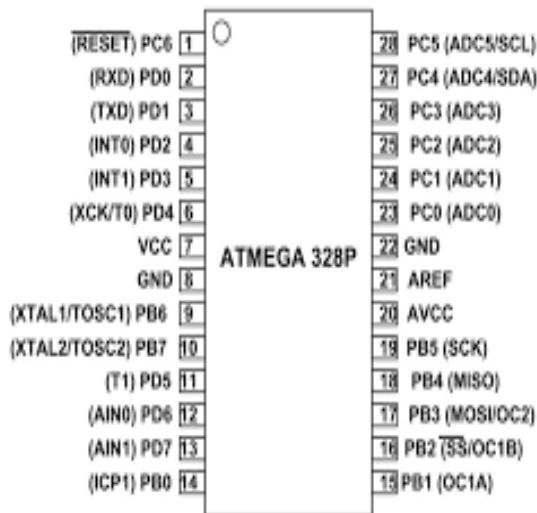 (RESET) PC6 1
(RXD) PD0 2
(TXD) PD1 3
(INT0) PD2 4
(INT1) PD3 5
(XCK/T0) PD4 6
VCC 7
GND 8
(XTAL1/TOSC1) PB6 9
(XTAL2/TOSC2) PB7 10
(T1) PD5 11
(AIN0) PD6 12
(AIN1) PD7 13
(ICP1) PB0 14
ATMEGA 328P
28 PC5 (ADC5/SCL)
27 PC4 (ADC4/SDA)
26 PC3 (ADC3)
25 PC2 (ADC2)
24 PC1 (ADC1)
23 PC0 (ADC0)
22 GND
21 AREF
20 AVCC
19 PB5 (SCK)
18 PB4 (MISO)
17 PB3 (MOSI/OC2)
16 PB2 (SS/OC1B)
15 PB1 (OC1A)